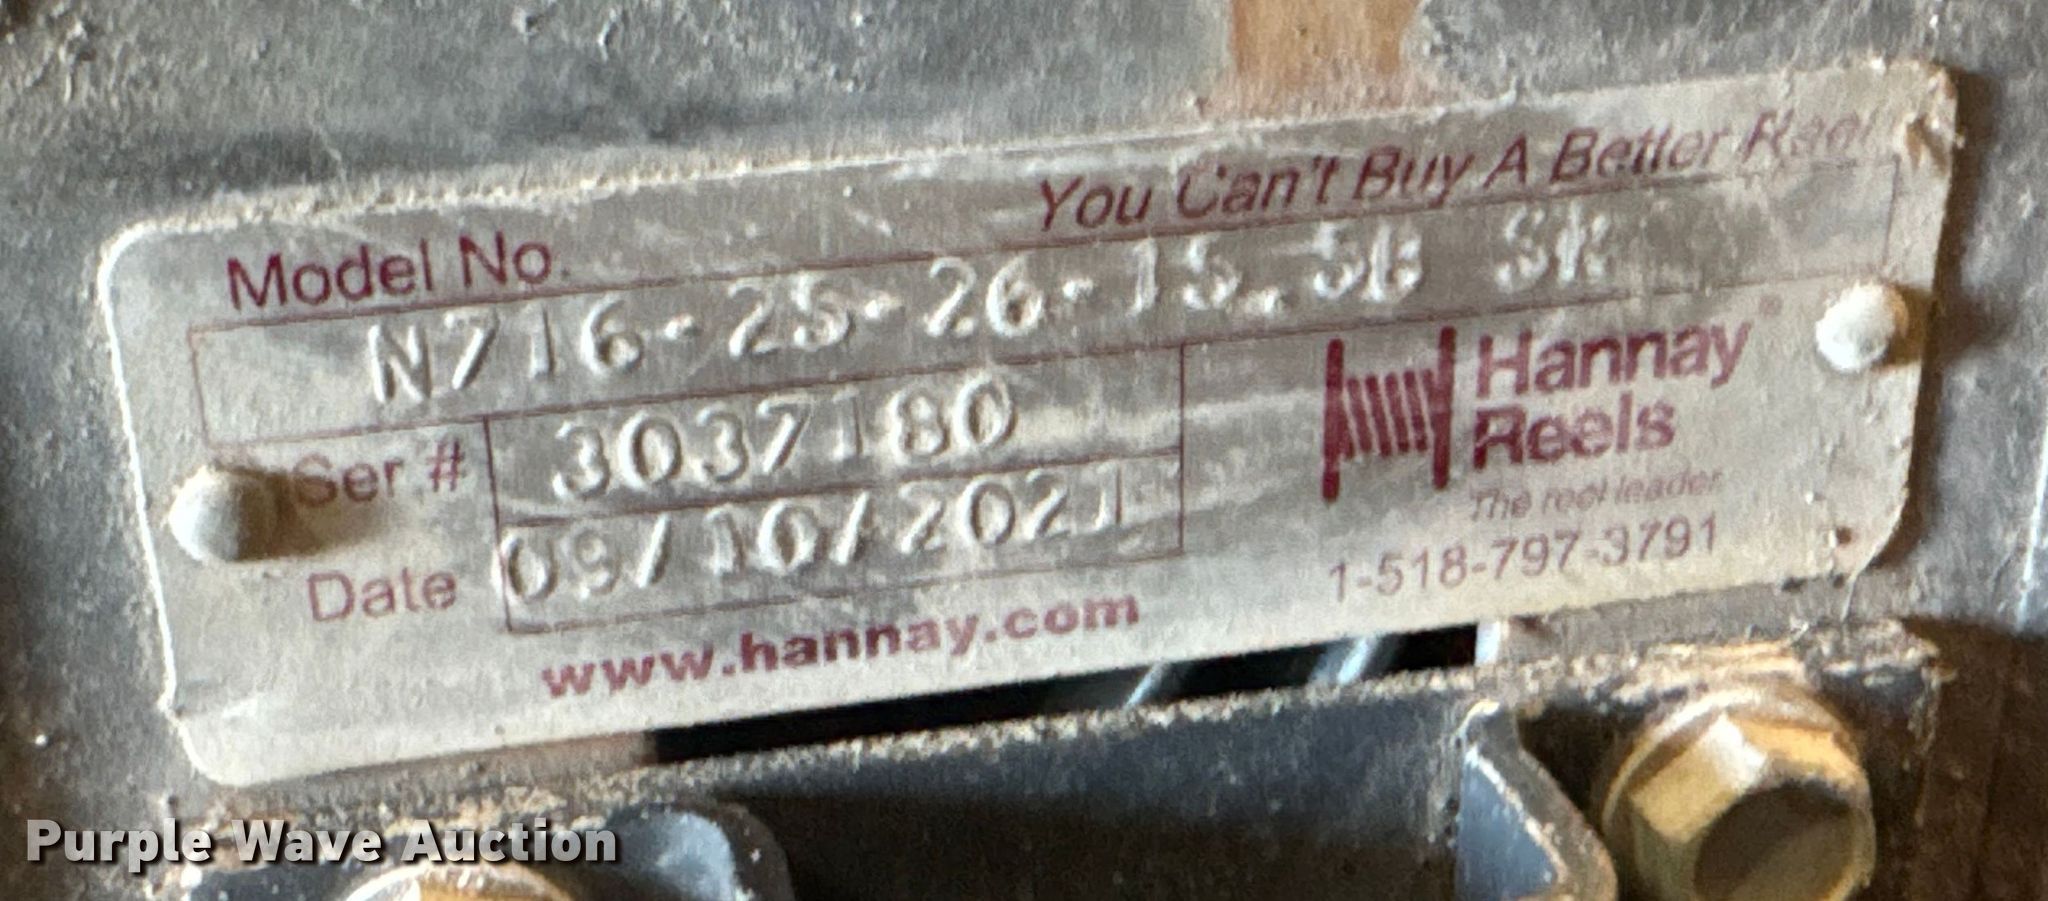 You Can't Buy A Better Reel
Model No.
N716-25-26-15.5B SR
Ser # 3037180
Date 09/10/2021
Hannay®
Reels
The reel leader
1-518-797-3791
www.hannay.com
Purple Wave Auction